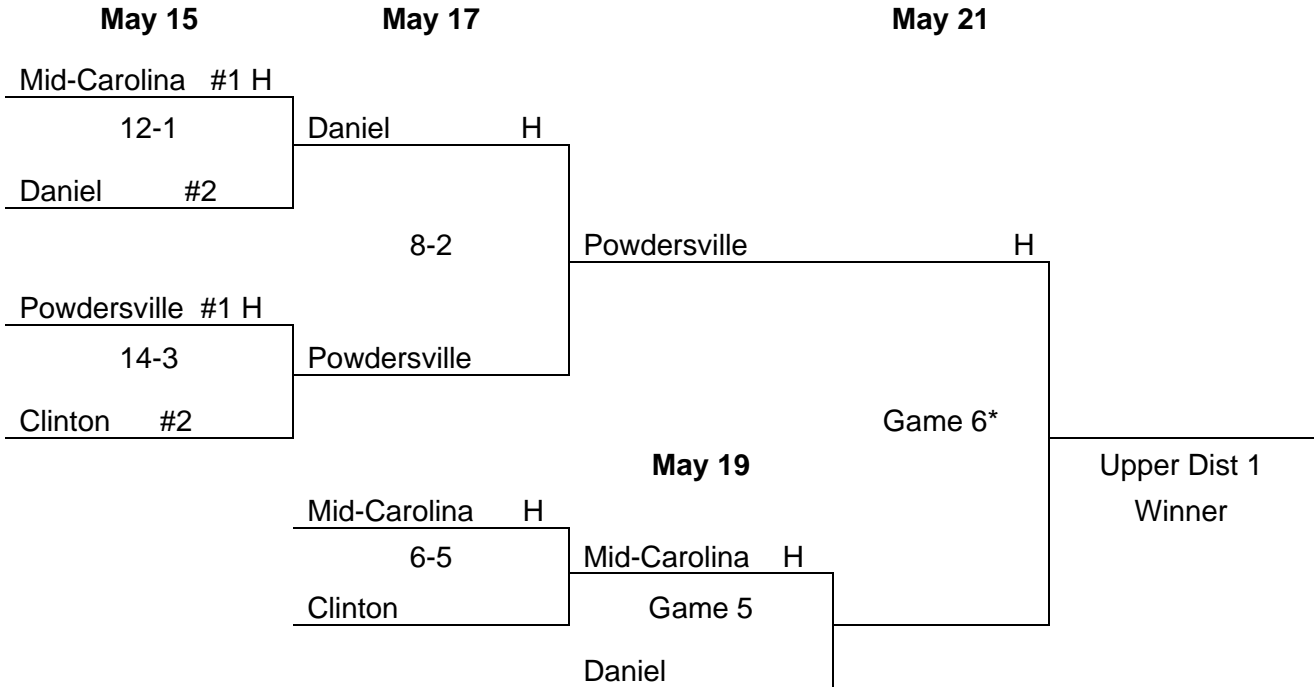 May 15 May 17 May 21
Mid-Carolina #1 H
12-1 Daniel H
Daniel #2
8-2 Powdersville H
Powdersville #1 H
14-3 Powdersville
Clinton #2 Game 6*
May 19 Upper Dist 1
Mid-Carolina H Winner
6-5 Mid-Carolina H
Clinton Game 5
Daniel